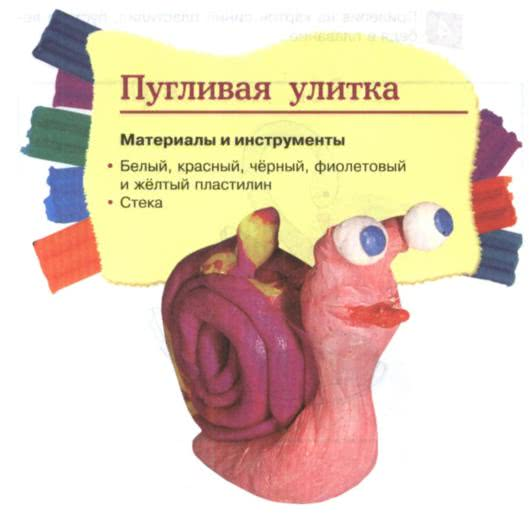 Пугливая улитка
Материалы и инструменты
• Белый, красный, чёрный, фиолетовый
и жёлтый пластилин
• Стека